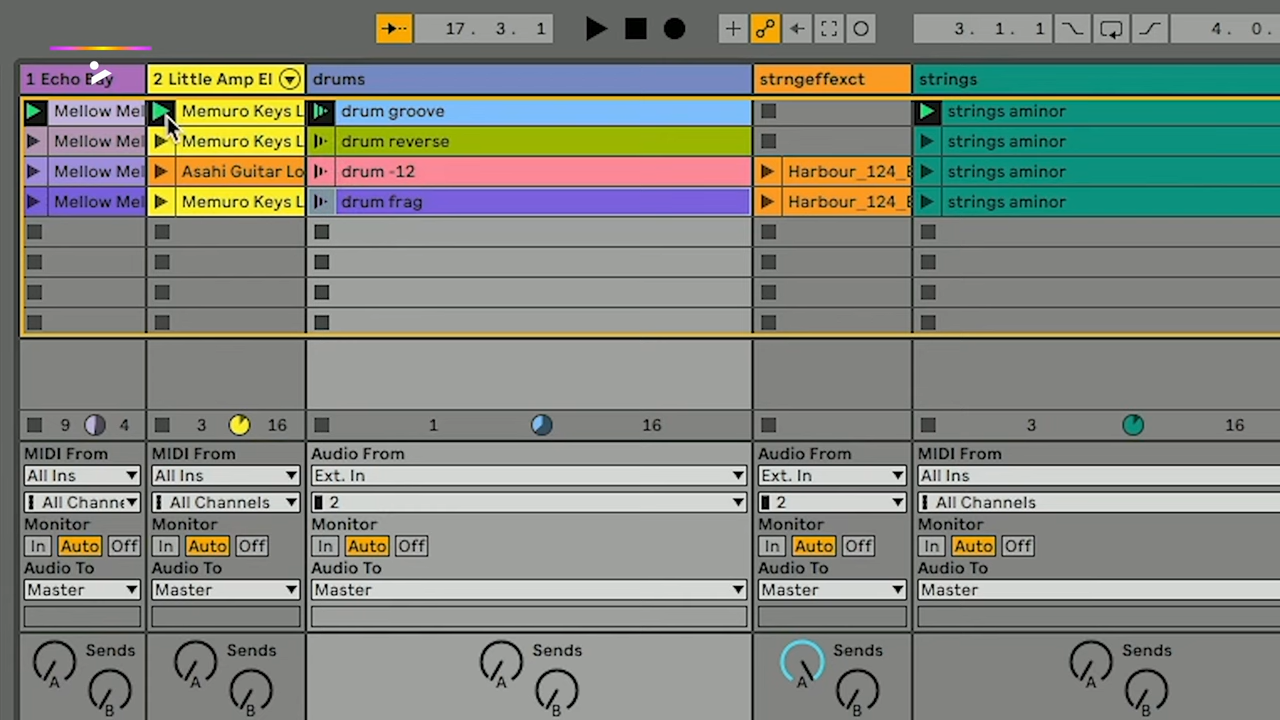 17. 3. 1
3. 1. 1
4. 0.
1 Echo Bay
2 Little Amp El
drums
strngeffexct
strings
Mellow Mel
Memuro Keys L
drum groove
strings aminor
Mellow Mel
Memuro Keys L
drum reverse
strings aminor
Mellow Mel
Asahi Guitar Lo
drum -12
Harbour_124_E
strings aminor
Mellow Mel
Memuro Keys L
drum frag
Harbour_124_E
strings aminor
9 4
3 16
1 16
3 16
MIDI From
MIDI From
Audio From
Audio From
MIDI From
All Ins
All Ins
Ext. In
Ext. In
All Ins
All Channe
All Channels
2
2
All Channels
Monitor
Monitor
Monitor
Monitor
Monitor
In Auto Off
In Auto Off
In Auto Off
In Auto Off
In Auto Off
Audio To
Audio To
Audio To
Audio To
Audio To
Master
Master
Master
Master
Master
Sends
Sends
Sends
Sends
Sends
A
A
A
A
A
B
B
B
B
B